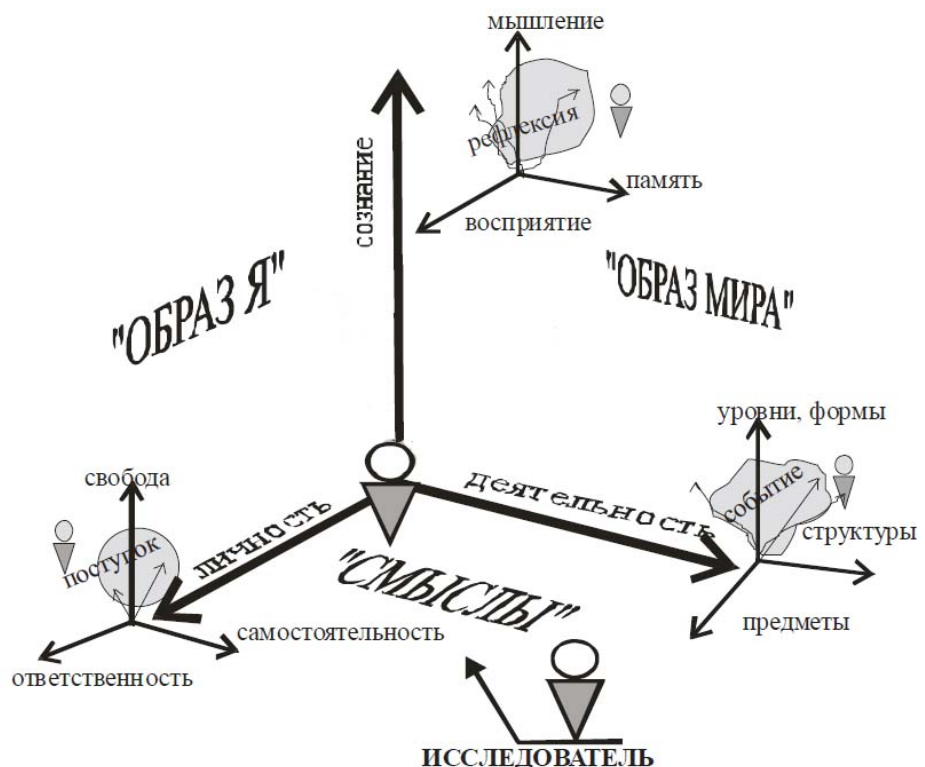 мышление
рефлексия
память
восприятие
сознание
"ОБРАЗ Я"
"ОБРАЗ МИРА"
уровни, формы
событие
структуры
предметы
деятельность
свобода
личность
поступок
"СМЫСЛЫ"
самостоятельность
ответственность
ИССЛЕДОВАТЕЛЬ